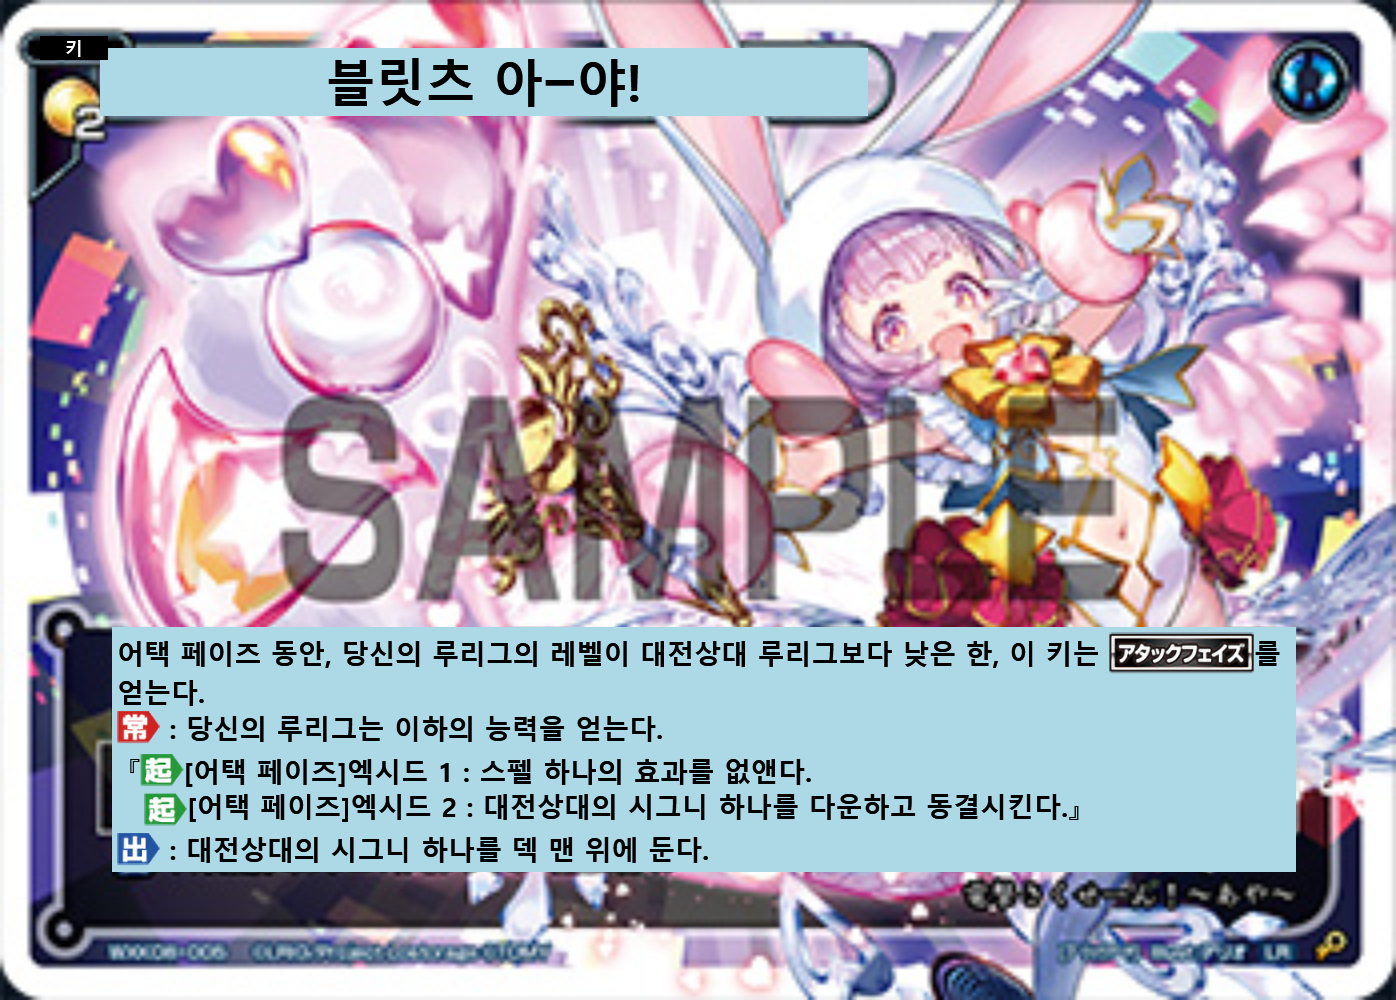 키
블릿츠 아-야!
2
SAMPLE
어택 페이즈 동안, 당신의 루리그의 레벨이 대전상대 루리그보다 낮은 한, 이 키는 アタックフェイズ를
얻는다.
常 : 당신의 루리그는 이하의 능력을 얻는다.
『起[어택 페이즈]엑시드 1 : 스펠 하나의 효과를 없앤다.
起[어택 페이즈]엑시드 2 : 대전상대의 시그니 하나를 다운하고 동결시킨다.』
出 : 대전상대의 시그니 하나를 덱 맨 위에 둔다.
～あや～
LR